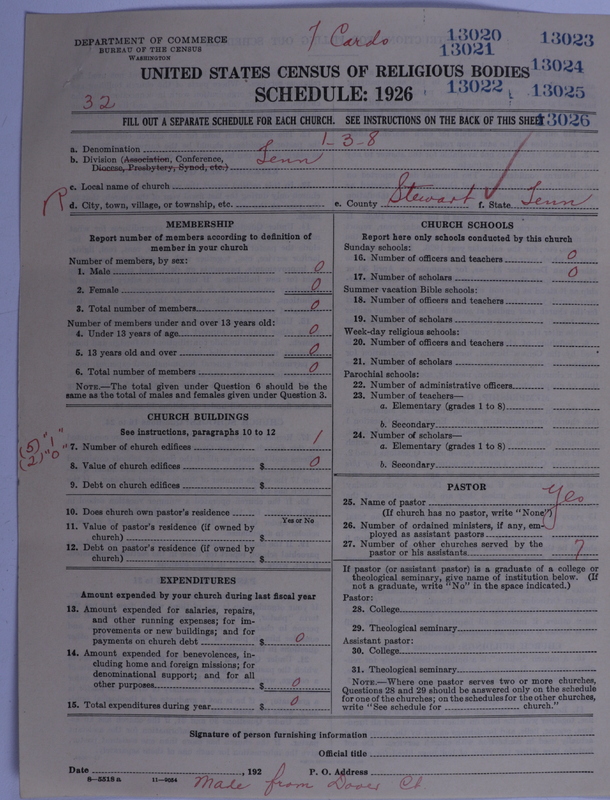 7 Cards
DEPARTMENT OF COMMERCE
BUREAU OF THE CENSUS
WASHINGTON
13020
13021
13022
13023
13024
13025
13026
UNITED STATES CENSUS OF RELIGIOUS BODIES
SCHEDULE: 1926
32
FILL OUT A SEPARATE SCHEDULE FOR EACH CHURCH. SEE INSTRUCTIONS ON THE BACK OF THIS SHEET
a. Denomination 1-3-8
b. Division (Association, Conference, Tenn
Diocese, Presbytery, Synod, etc.)
c. Local name of church
d. City, town, village, or township, etc. e. County Stewart f. State Tenn
MEMBERSHIP
Report number of members according to definition of
member in your church
Number of members, by sex:
1. Male 0
2. Female 0
3. Total number of members 0
Number of members under and over 13 years old:
4. Under 13 years of age 0
5. 13 years old and over 0
6. Total number of members 0
NOTE.—The total given under Question 6 should be the
same as the total of males and females given under Question 3.
CHURCH BUILDINGS
See instructions, paragraphs 10 to 12
(5) "1"
(2) "0"
7. Number of church edifices 1
8. Value of church edifices $ 0
9. Debt on church edifices $
10. Does church own pastor's residence
Yes or No
11. Value of pastor's residence (if owned by
church) $
12. Debt on pastor's residence (if owned by
church) $
EXPENDITURES
Amount expended by your church during last fiscal year
13. Amount expended for salaries, repairs,
and other running expenses; for im-
provements or new buildings; and for
payments on church debt $ 0
14. Amount expended for benevolences, in-
cluding home and foreign missions; for
denominational support; and for all
other purposes $ 0
15. Total expenditures during year $ 0
CHURCH SCHOOLS
Report here only schools conducted by this church
Sunday schools:
16. Number of officers and teachers 0
17. Number of scholars 0
Summer vacation Bible schools:
18. Number of officers and teachers
19. Number of scholars
Week-day religious schools:
20. Number of officers and teachers
21. Number of scholars
Parochial schools:
22. Number of administrative officers
23. Number of teachers—
a. Elementary (grades 1 to 8)
b. Secondary
24. Number of scholars—
a. Elementary (grades 1 to 8)
b. Secondary
PASTOR
25. Name of pastor Yes
(If church has no pastor, write "None")
26. Number of ordained ministers, if any, em-
ployed as assistant pastors
27. Number of other churches served by the
pastor or his assistants 7
If pastor (or assistant pastor) is a graduate of a college or
theological seminary, give name of institution below. (If
not a graduate, write "No" in the space indicated.)
Pastor:
28. College
29. Theological seminary
Assistant pastor:
30. College
31. Theological seminary
NOTE.—Where one pastor serves two or more churches,
Questions 28 and 29 should be answered only on the schedule
for one of the churches; on the schedules for the other churches,
write "See schedule for church."
Signature of person furnishing information
Official title
Date , 192 P. O. Address
8—5518a 11—9054
Made from Dover Ch.